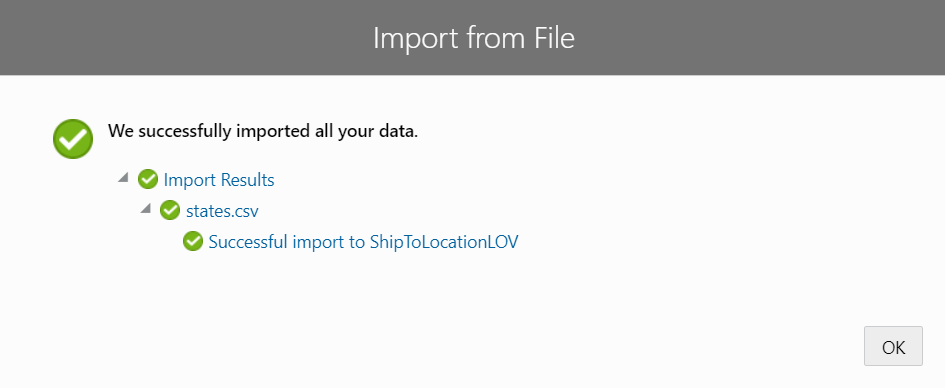 Import from File
We successfully imported all your data.
Import Results
states.csv
Successful import to ShipToLocationLOV
OK